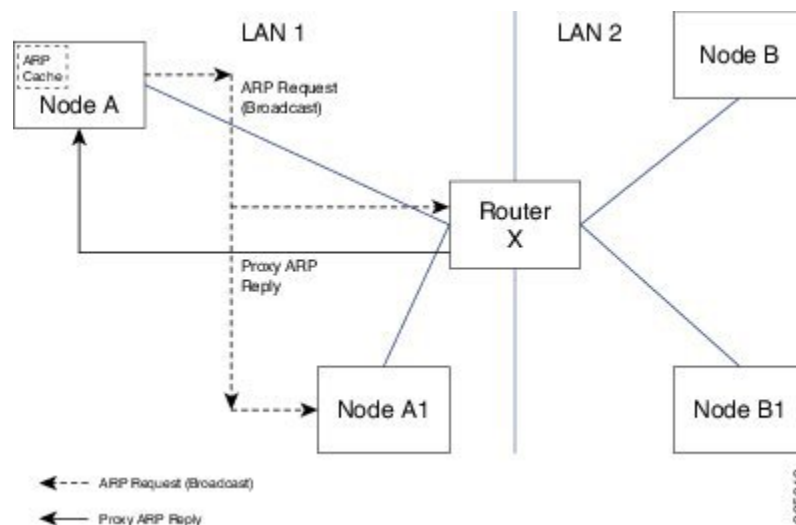 LAN 1
LAN 2
ARP
Cache
Node A
ARP Request
(Broadcast)
Node B
Router
X
Proxy ARP
Reply
Node A1
Node B1
ARP Request (Broadcast)
Proxy ARP Reply